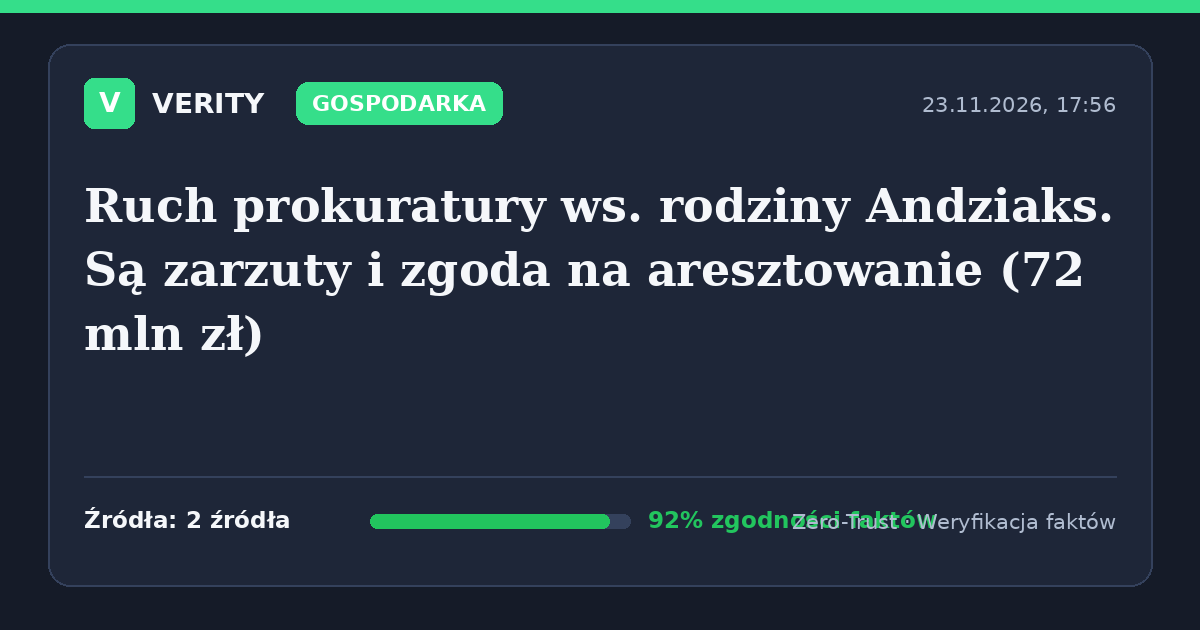 V VERITY GOSPODARKA 23.11.2026, 17:56
Ruch prokuratury ws. rodziny Andziaks.
Są zarzuty i zgoda na aresztowanie (72
mln zł)
Źródła: 2 źródła 92% zgodności faktów Zero-Trust · Weryfikacja faktów